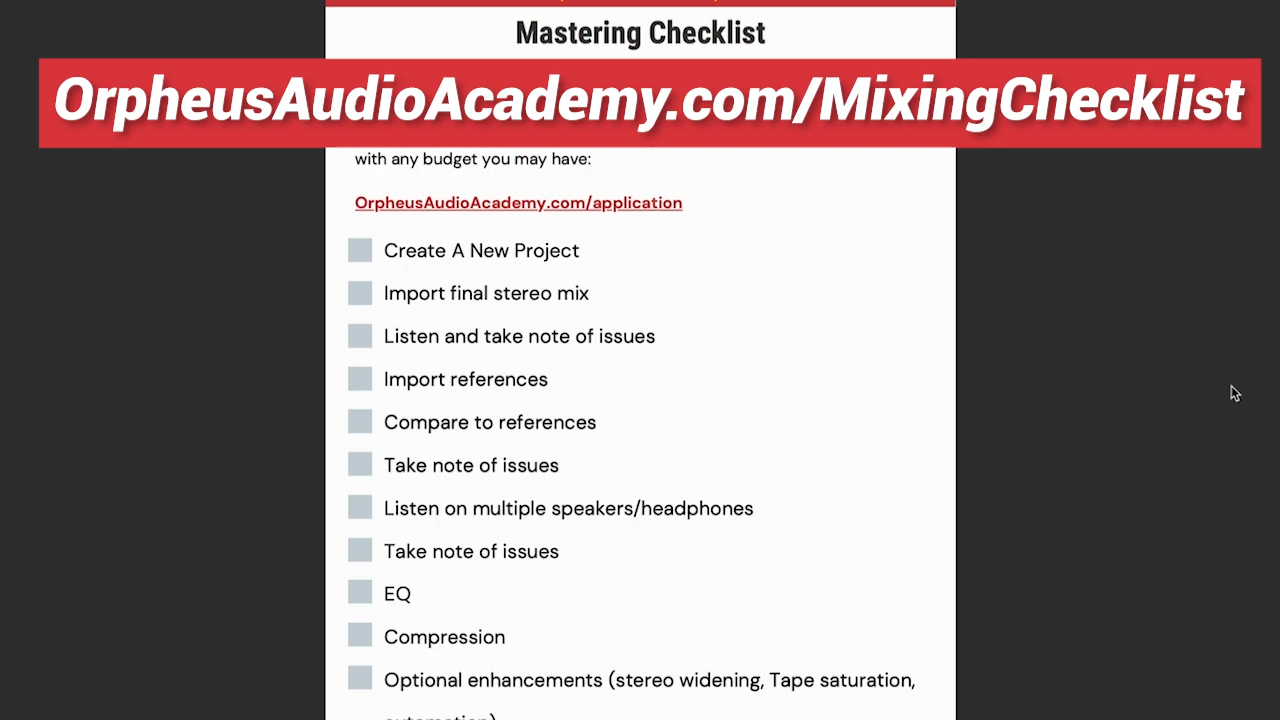 Mastering Checklist
OrpheusAudioAcademy.com/MixingChecklist
with any budget you may have:
OrpheusAudioAcademy.com/application
Create A New Project
Import final stereo mix
Listen and take note of issues
Import references
Compare to references
Take note of issues
Listen on multiple speakers/headphones
Take note of issues
EQ
Compression
Optional enhancements (stereo widening, Tape saturation,
automation)